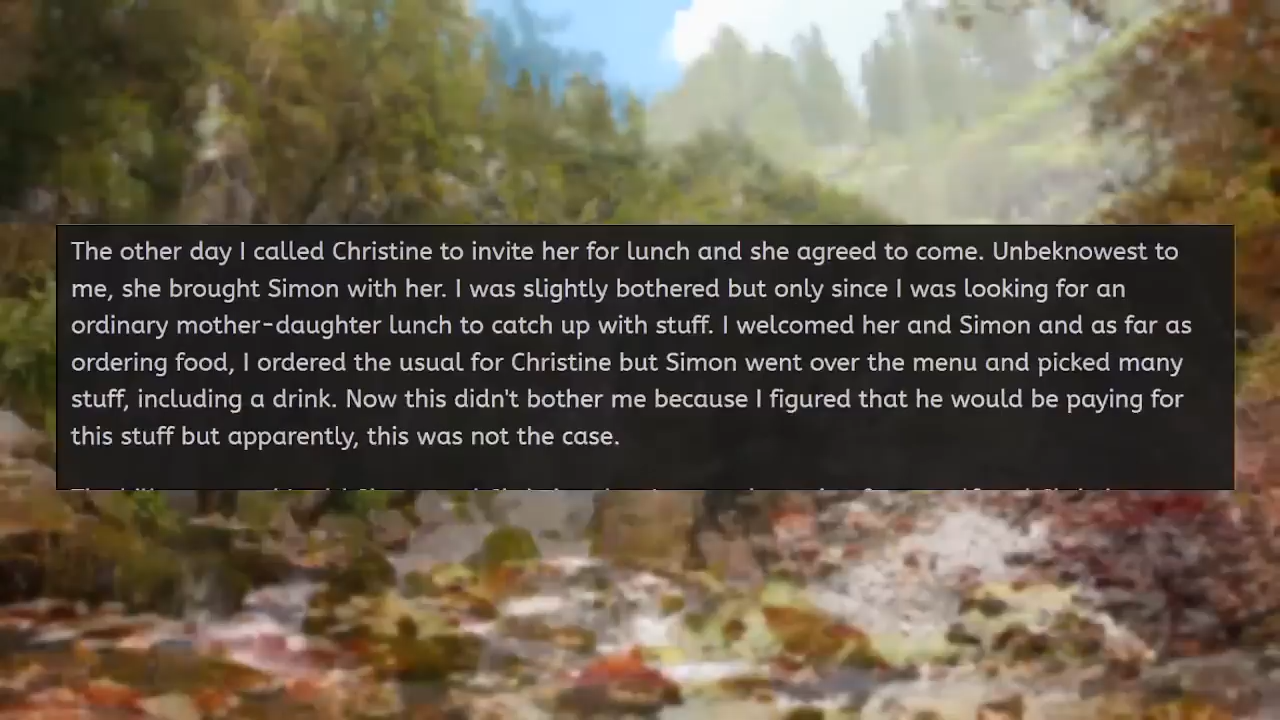 The other day I called Christine to invite her for lunch and she agreed to come. Unbeknowest to
me, she brought Simon with her. I was slightly bothered but only since I was looking for an
ordinary mother-daughter lunch to catch up with stuff. I welcomed her and Simon and as far as
ordering food, I ordered the usual for Christine but Simon went over the menu and picked many
stuff, including a drink. Now this didn't bother me because I figured that he would be paying for
this stuff but apparently, this was not the case.